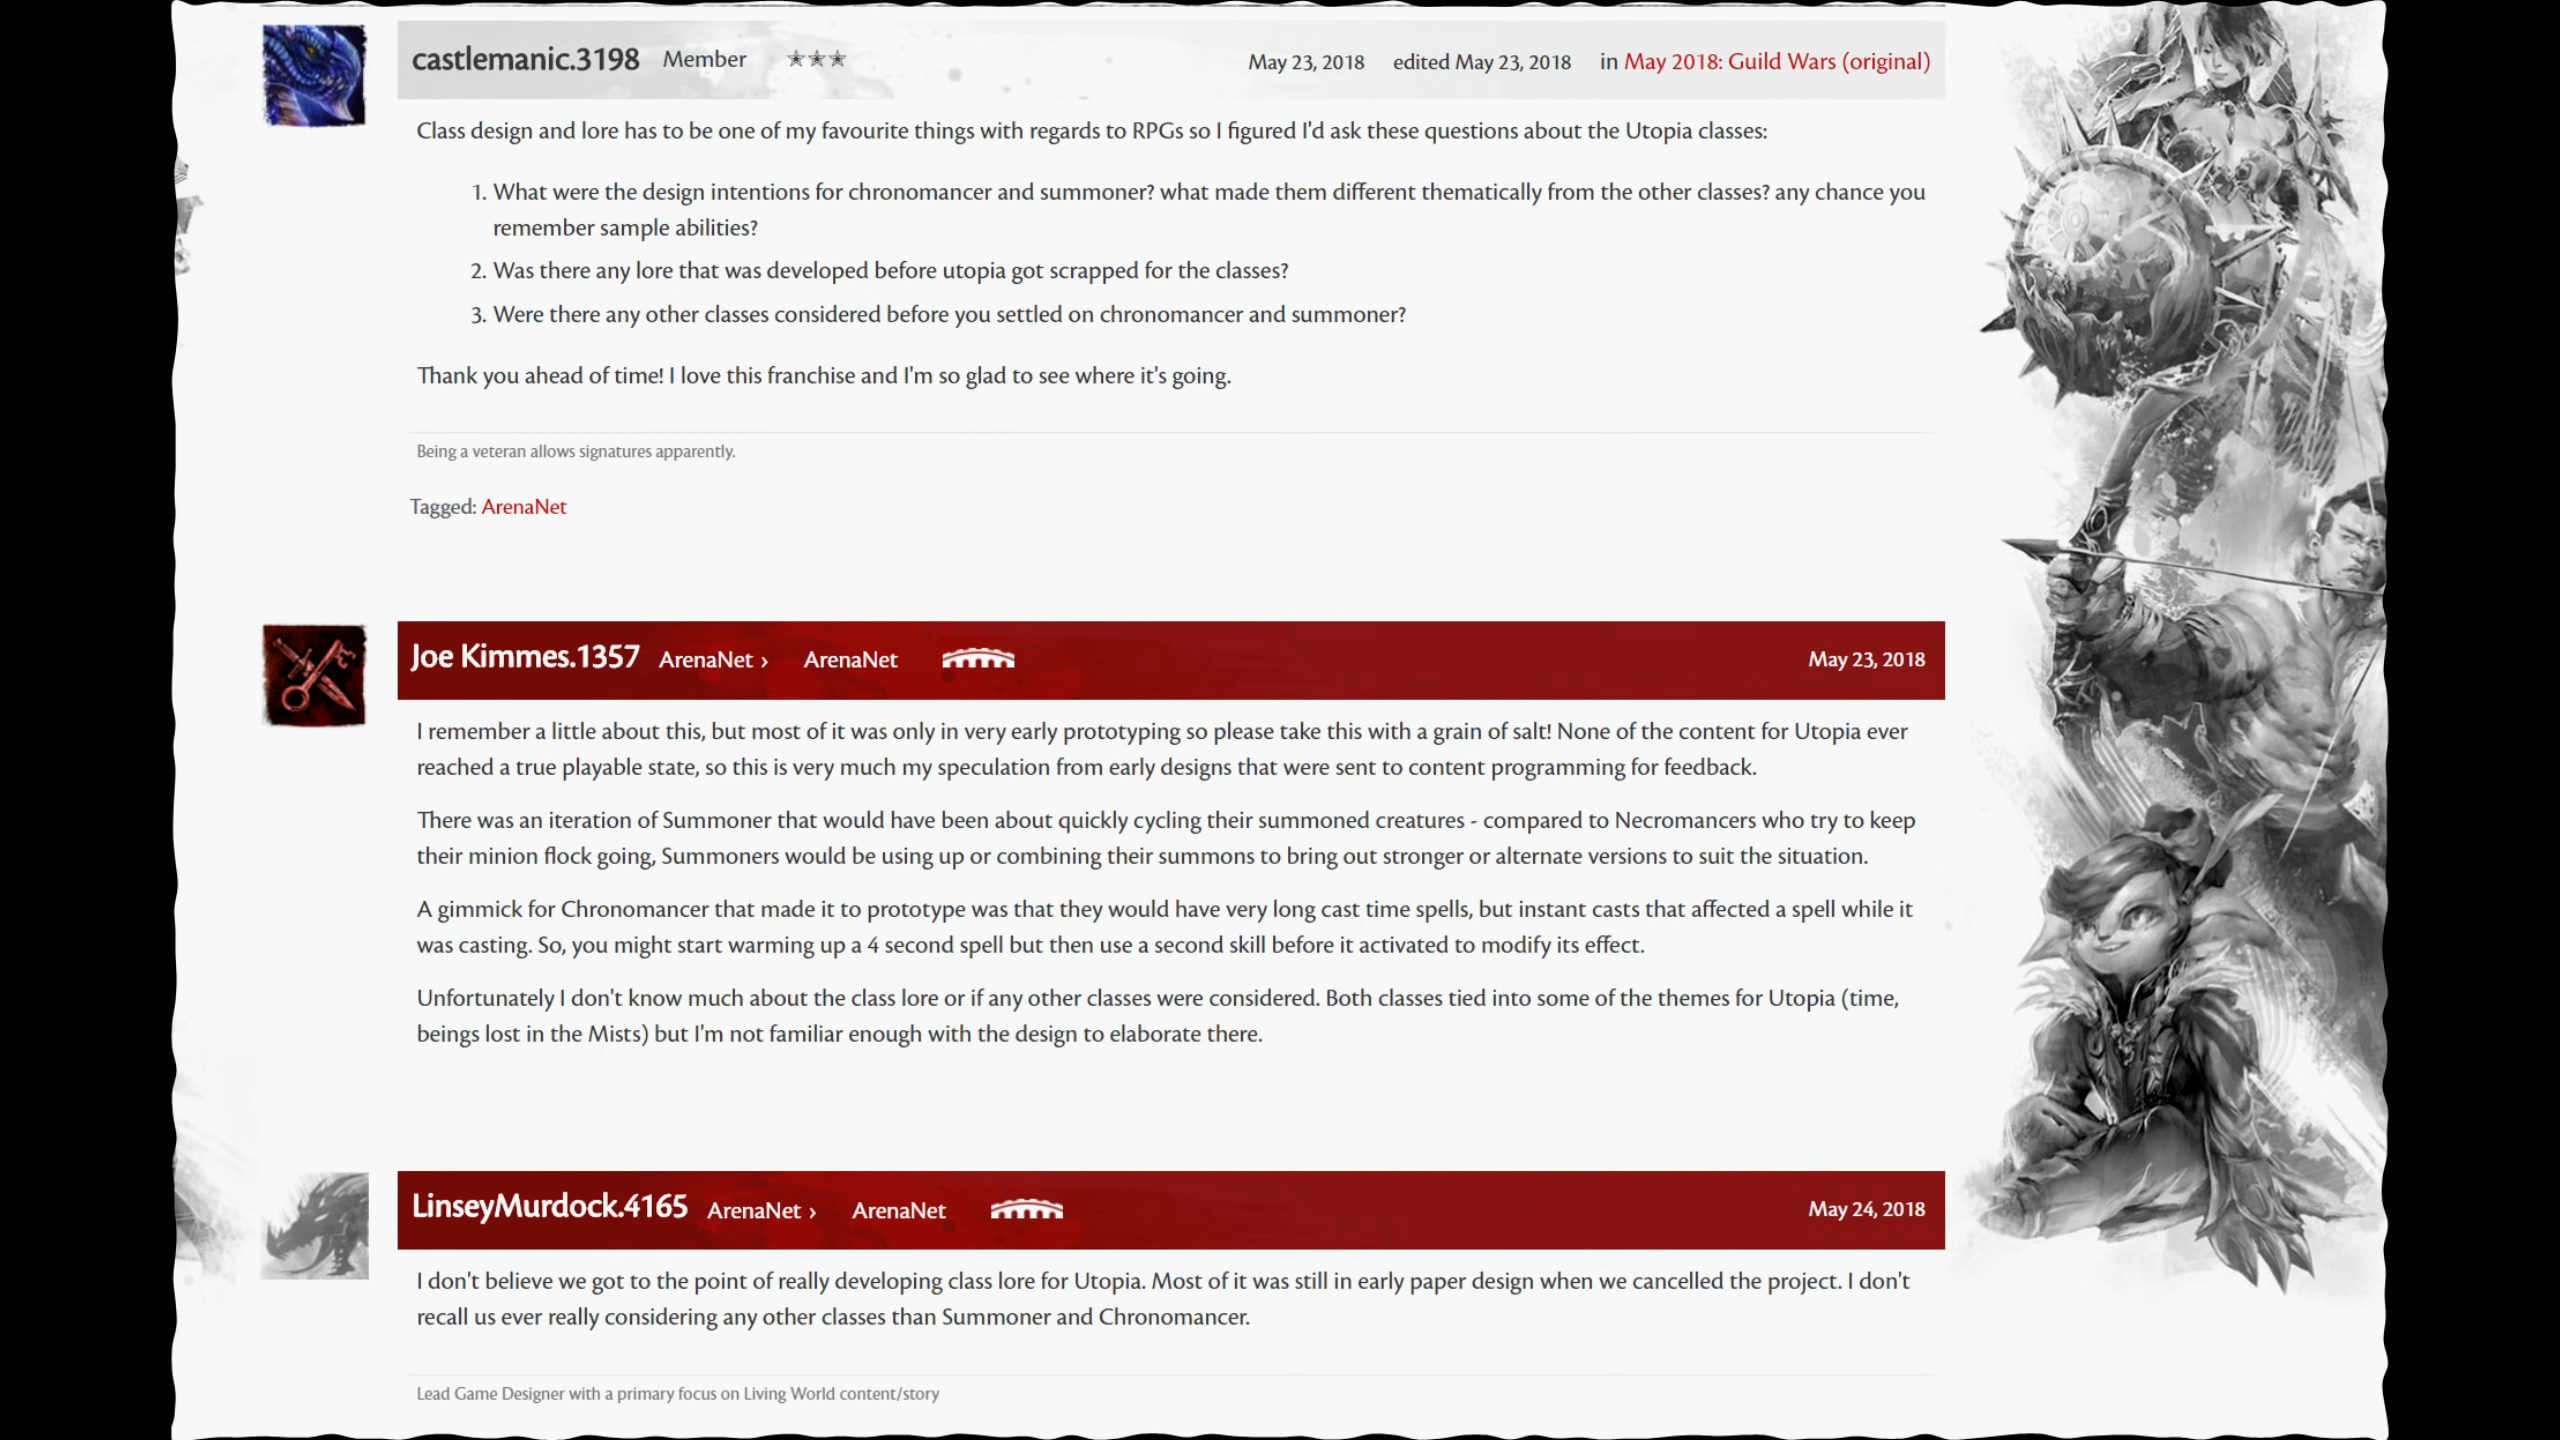 castlemanic.3198 Member ★★★ May 23, 2018 edited May 23, 2018 in May 2018: Guild Wars (original)
Class design and lore has to be one of my favourite things with regards to RPGs so I figured I'd ask these questions about the Utopia classes:
1. What were the design intentions for chronomancer and summoner? what made them different thematically from the other classes? any chance you
remember sample abilities?
2. Was there any lore that was developed before utopia got scrapped for the classes?
3. Were there any other classes considered before you settled on chronomancer and summoner?
Thank you ahead of time! I love this franchise and I'm so glad to see where it's going.
Being a veteran allows signatures apparently.
Tagged: ArenaNet
Joe Kimmes.1357 ArenaNet › ArenaNet May 23, 2018
I remember a little about this, but most of it was only in very early prototyping so please take this with a grain of salt! None of the content for Utopia ever
reached a true playable state, so this is very much my speculation from early designs that were sent to content programming for feedback.
There was an iteration of Summoner that would have been about quickly cycling their summoned creatures - compared to Necromancers who try to keep
their minion flock going, Summoners would be using up or combining their summons to bring out stronger or alternate versions to suit the situation.
A gimmick for Chronomancer that made it to prototype was that they would have very long cast time spells, but instant casts that affected a spell while it
was casting. So, you might start warming up a 4 second spell but then use a second skill before it activated to modify its effect.
Unfortunately I don't know much about the class lore or if any other classes were considered. Both classes tied into some of the themes for Utopia (time,
beings lost in the Mists) but I'm not familiar enough with the design to elaborate there.
LinseyMurdock.4165 ArenaNet › ArenaNet May 24, 2018
I don't believe we got to the point of really developing class lore for Utopia. Most of it was still in early paper design when we cancelled the project. I don't
recall us ever really considering any other classes than Summoner and Chronomancer.
Lead Game Designer with a primary focus on Living World content/story